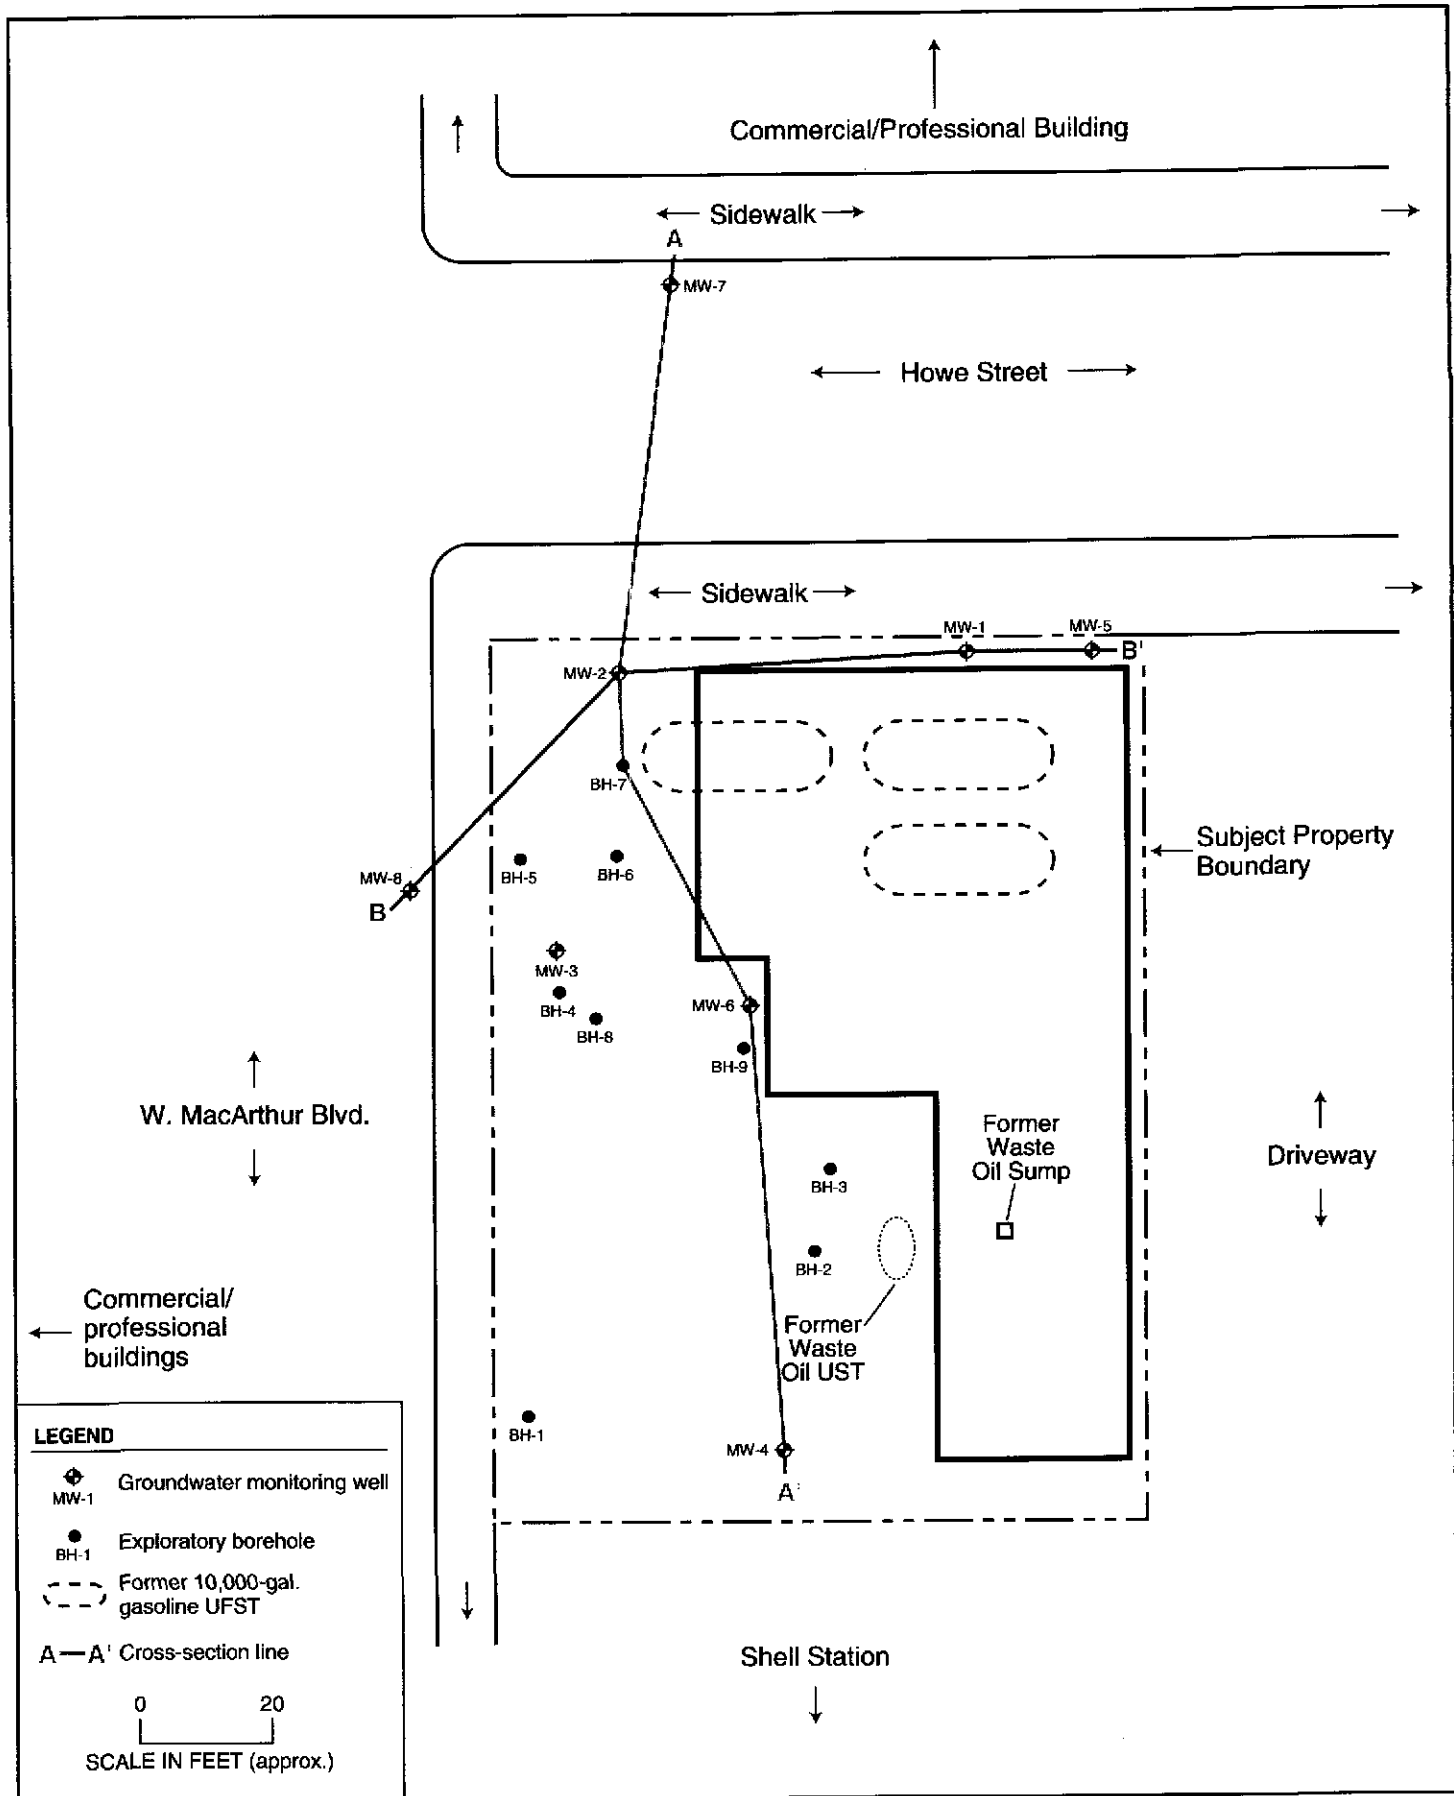 Commercial/Professional Building
Sidewalk
A
MW-7
Howe Street
Sidewalk
MW-1
MW-5
B'
MW-2
BH-7
Subject Property
Boundary
MW-8
B
BH-5
BH-6
MW-3
BH-4
BH-8
MW-6
BH-9
W. MacArthur Blvd.
Former
Waste
Oil Sump
Driveway
BH-3
BH-2
Commercial/
professional
buildings
Former
Waste
Oil UST
BH-1
MW-4
A'
LEGEND
MW-1 Groundwater monitoring well
BH-1 Exploratory borehole
Former 10,000-gal.
gasoline UFST
A—A' Cross-section line
0 20
SCALE IN FEET (approx.)
Shell Station